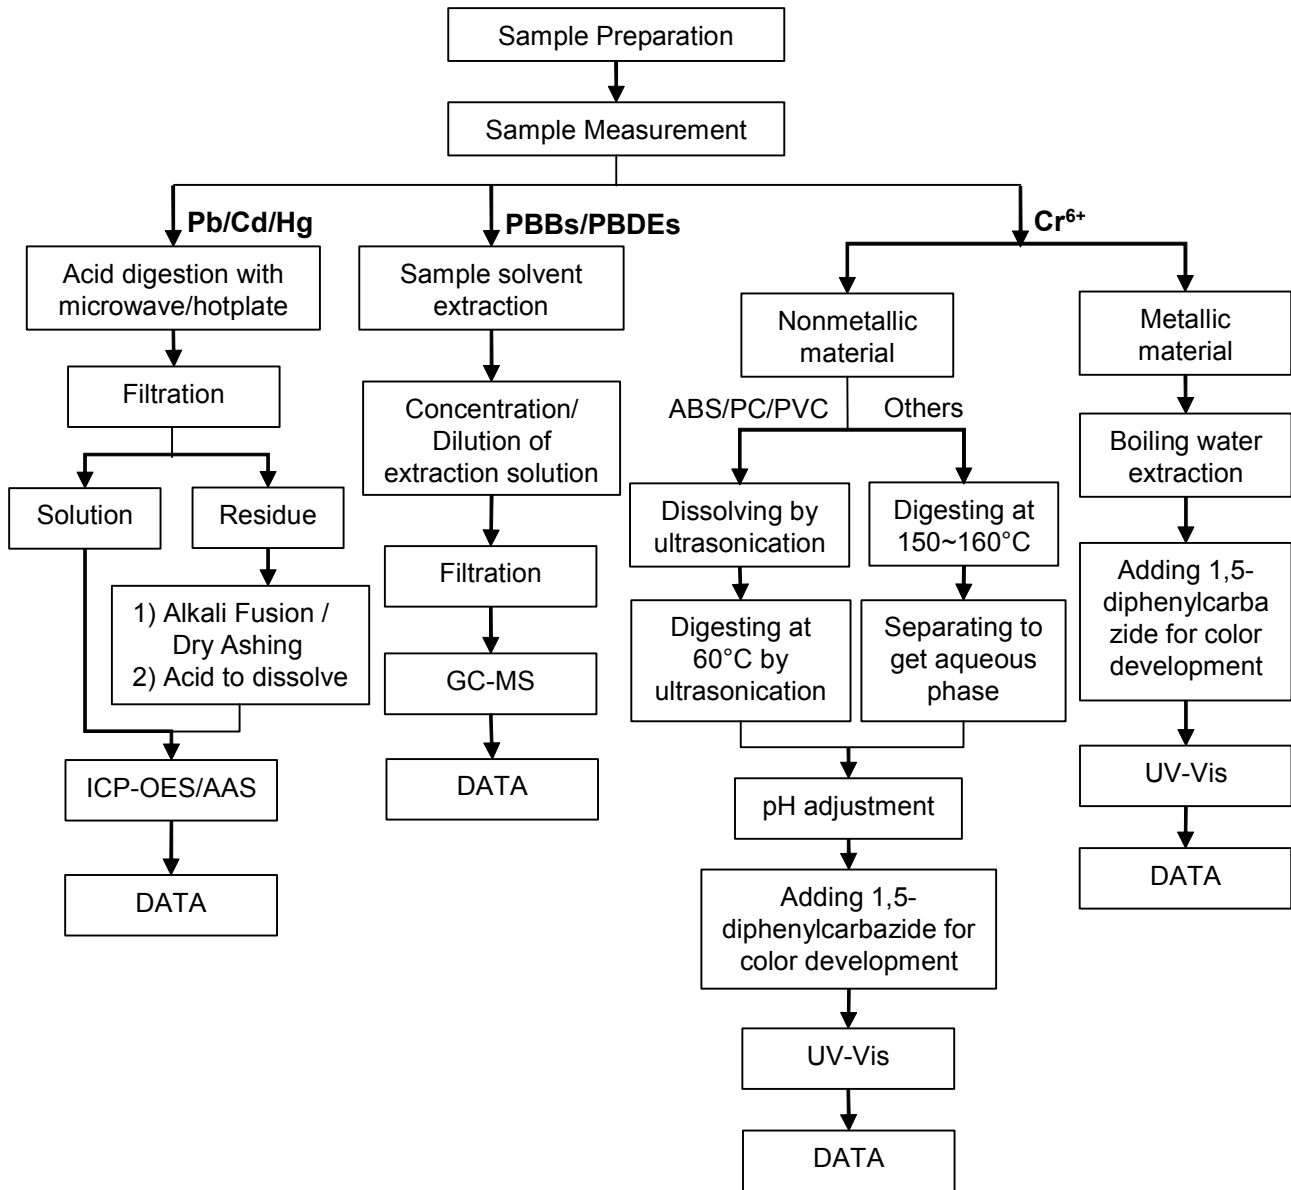 Sample Preparation
Sample Measurement
Pb/Cd/Hg
PBBs/PBDEs
Cr⁶⁺
Acid digestion with
microwave/hotplate
Filtration
Solution
Residue
1) Alkali Fusion /
Dry Ashing
2) Acid to dissolve
ICP-OES/AAS
DATA
Sample solvent
extraction
Concentration/
Dilution of
extraction solution
Filtration
GC-MS
DATA
Nonmetallic
material
ABS/PC/PVC
Others
Dissolving by
ultrasonication
Digesting at
60°C by
ultrasonication
Digesting at
150~160°C
Separating to
get aqueous
phase
pH adjustment
Adding 1,5-
diphenylcarbazide for
color development
UV-Vis
DATA
Metallic
material
Boiling water
extraction
Adding 1,5-
diphenylcarba
zide for color
development
UV-Vis
DATA